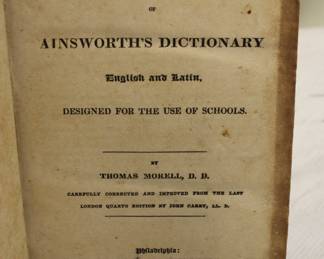 OF
AINSWORTH'S DICTIONARY
English and Latin,
DESIGNED FOR THE USE OF SCHOOLS.
BY
THOMAS MORELL, D. D.
CAREFULLY CORRECTED AND IMPROVED FROM THE LAST
LONDON QUARTO EDITION BY JOHN CAREY, LL. D.
Philadelphia: